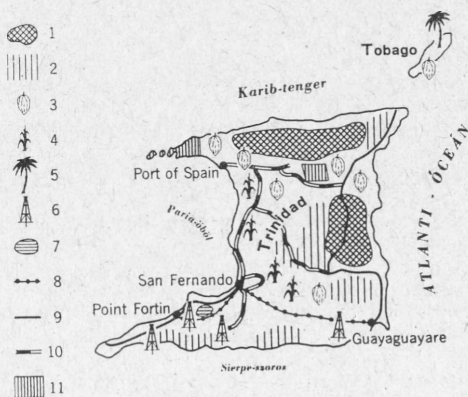 1
2
3
4
5
6
7
8
9
10
11
Tobago
Karib-tenger
Port of Spain
Paria-öböl
Trinidad
ATLANTI - ÓCEÁN
San Fernando
Point Fortin
Guayaguayare
Sierpe-szoros